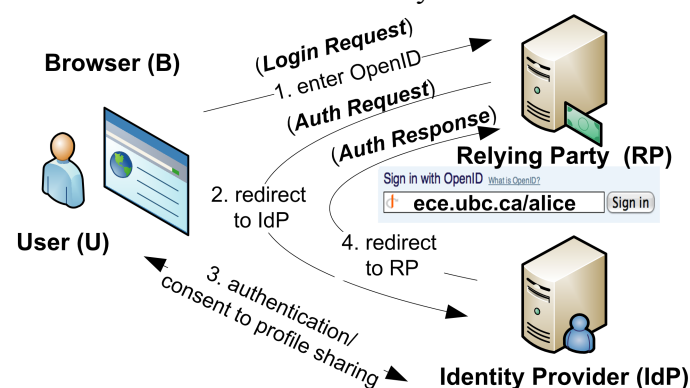 Browser (B)
User (U)
(Login Request)
1. enter OpenID
(Auth Request)
(Auth Response)
2. redirect
to IdP
3. authentication/
consent to profile sharing
4. redirect
to RP
Relying Party (RP)
Sign in with OpenID What is OpenID?
ece.ubc.ca/alice Sign in
Identity Provider (IdP)